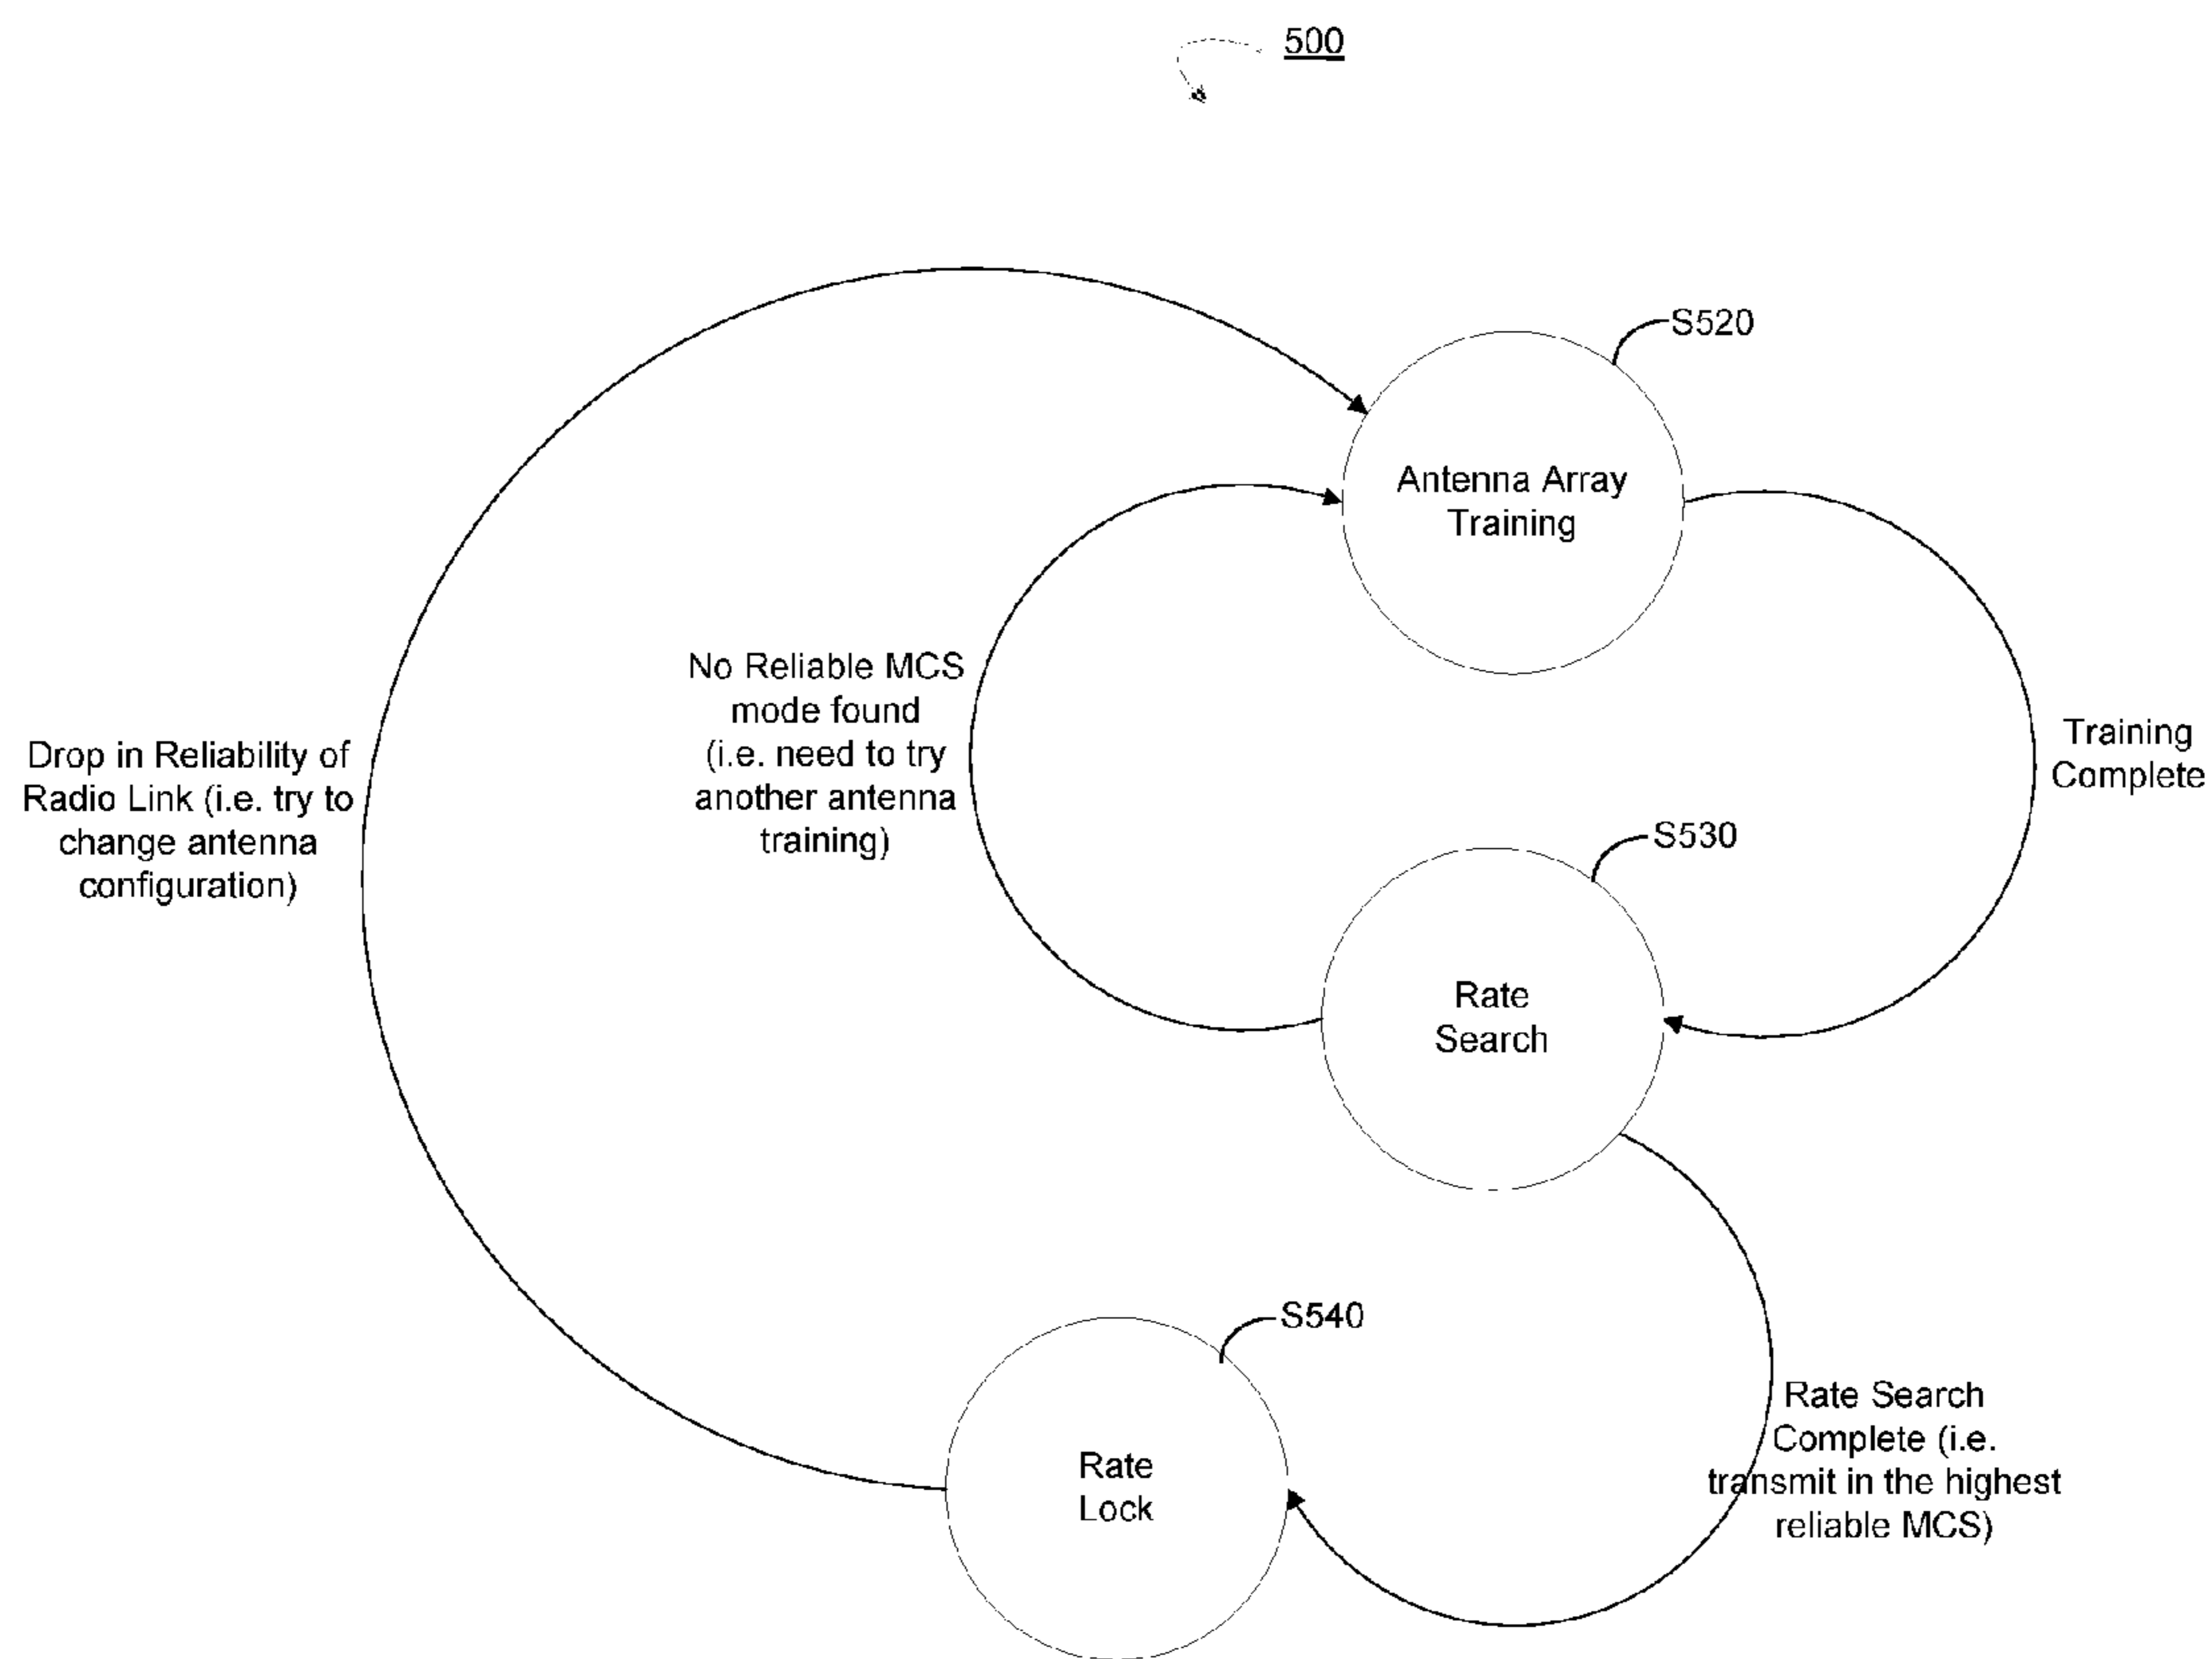 500
S520
Antenna Array
Training
No Reliable MCS
mode found
(i.e. need to try
another antenna
training)
Drop in Reliability of
Radio Link (i.e. try to
change antenna
configuration)
Training
Complete
S530
Rate
Search
S540
Rate
Lock
Rate Search
Complete (i.e.
transmit in the highest
reliable MCS)